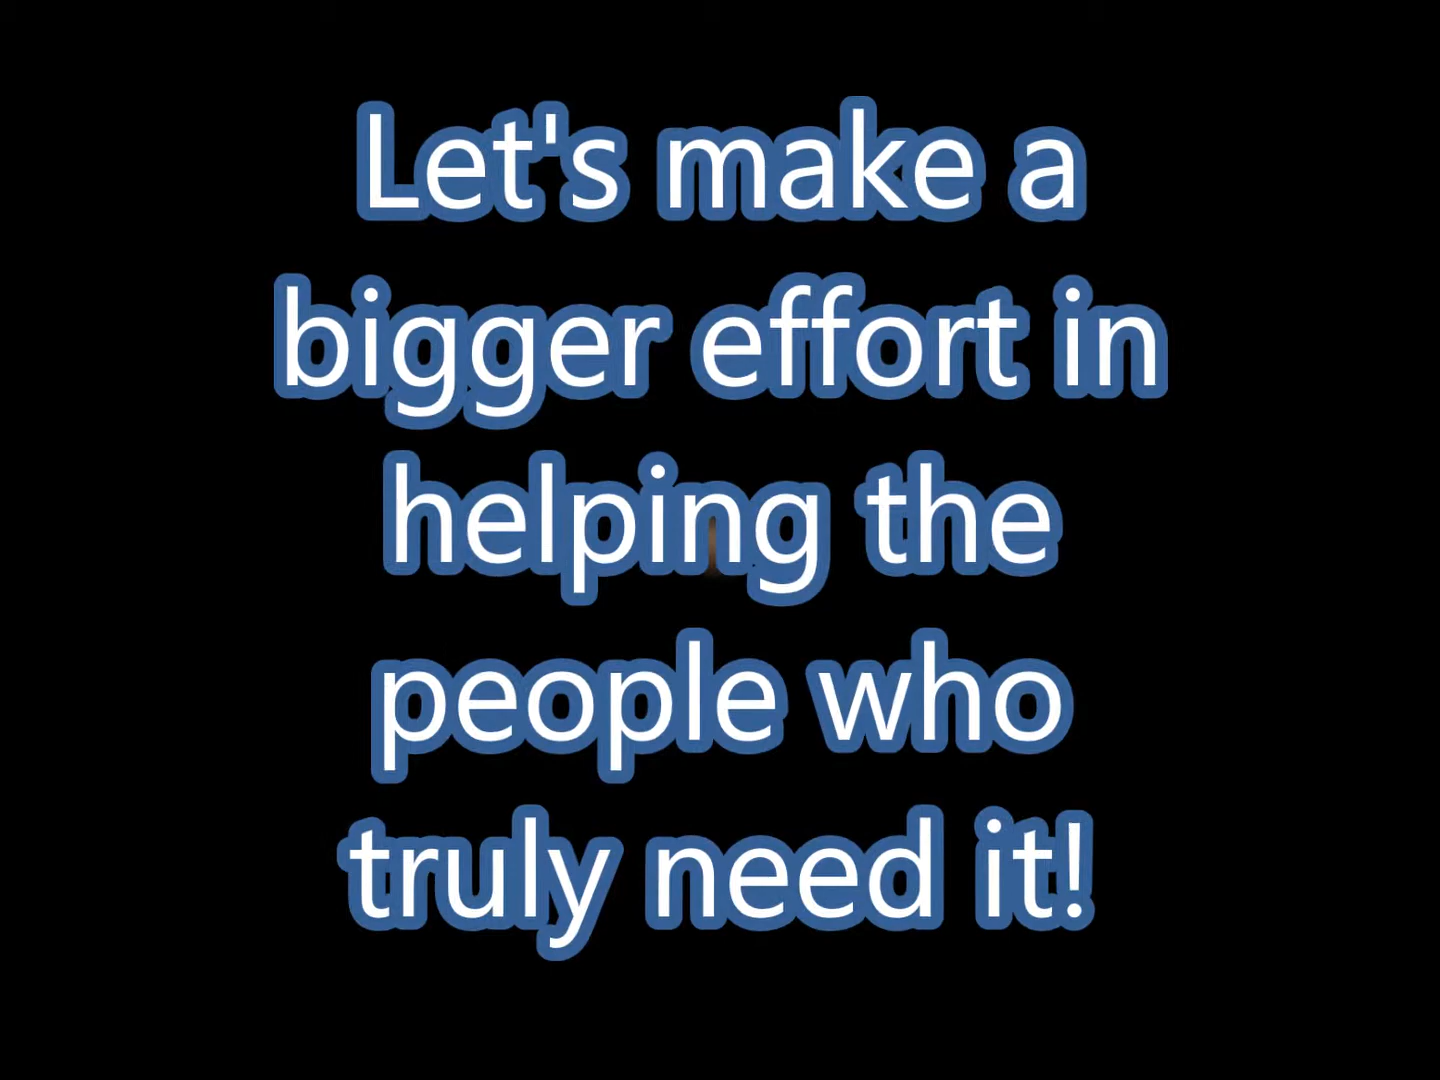 Let's make a
bigger effort in
helping the
people who
truly need it!